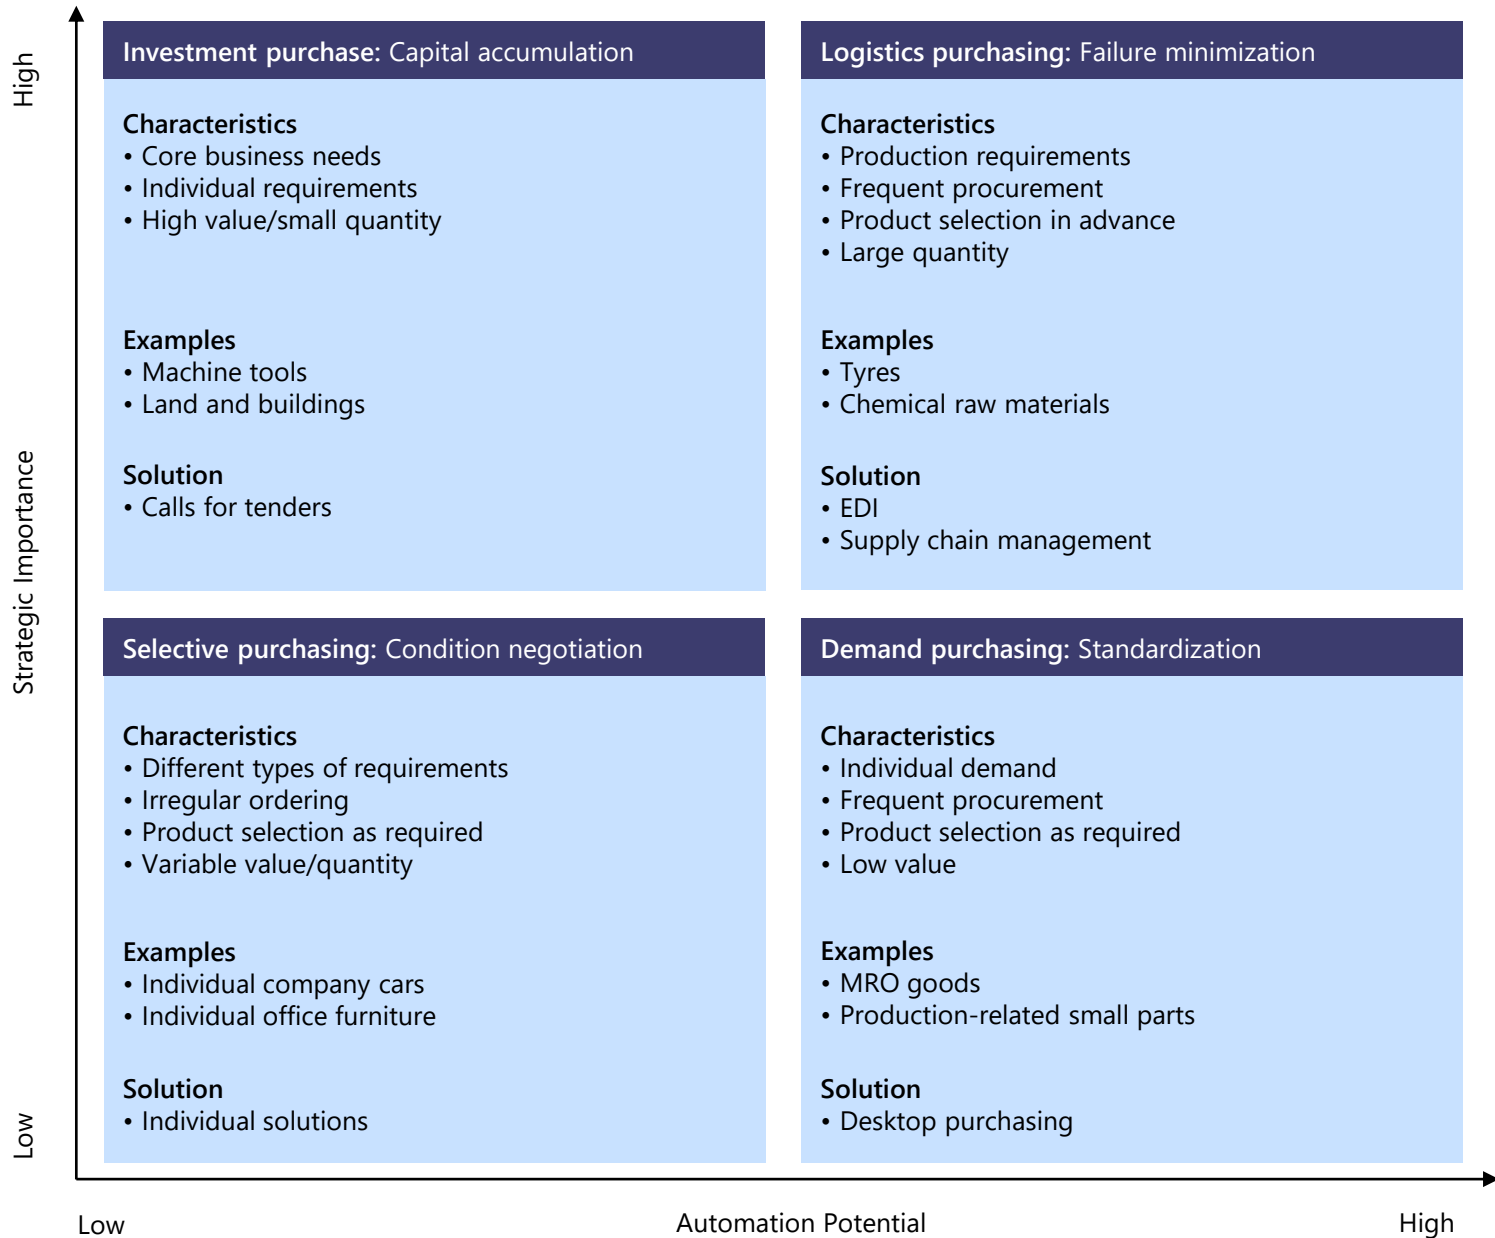 High
Strategic Importance
Low
Investment purchase: Capital accumulation
Characteristics
• Core business needs
• Individual requirements
• High value/small quantity
Examples
• Machine tools
• Land and buildings
Solution
• Calls for tenders
Logistics purchasing: Failure minimization
Characteristics
• Production requirements
• Frequent procurement
• Product selection in advance
• Large quantity
Examples
• Tyres
• Chemical raw materials
Solution
• EDI
• Supply chain management
Selective purchasing: Condition negotiation
Characteristics
• Different types of requirements
• Irregular ordering
• Product selection as required
• Variable value/quantity
Examples
• Individual company cars
• Individual office furniture
Solution
• Individual solutions
Demand purchasing: Standardization
Characteristics
• Individual demand
• Frequent procurement
• Product selection as required
• Low value
Examples
• MRO goods
• Production-related small parts
Solution
• Desktop purchasing
Low
Automation Potential
High